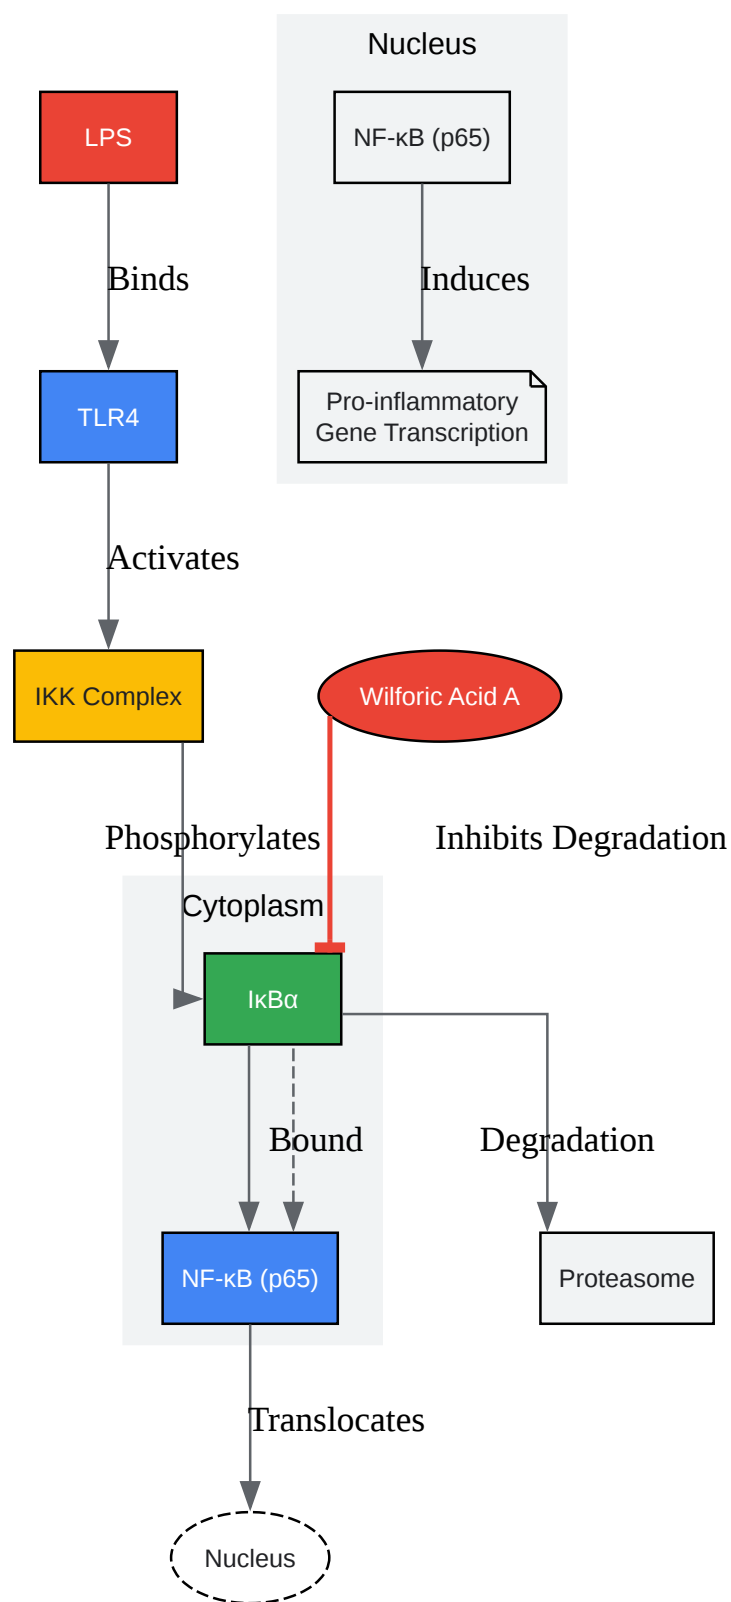 Nucleus
LPS
NF-κB (p65)
Binds
Induces
TLR4
Pro-inflammatory
Gene Transcription
Activates
IKK Complex
Wilforic Acid A
Phosphorylates
Inhibits Degradation
Cytoplasm
IκBα
Bound
Degradation
NF-κB (p65)
Proteasome
Translocates
Nucleus